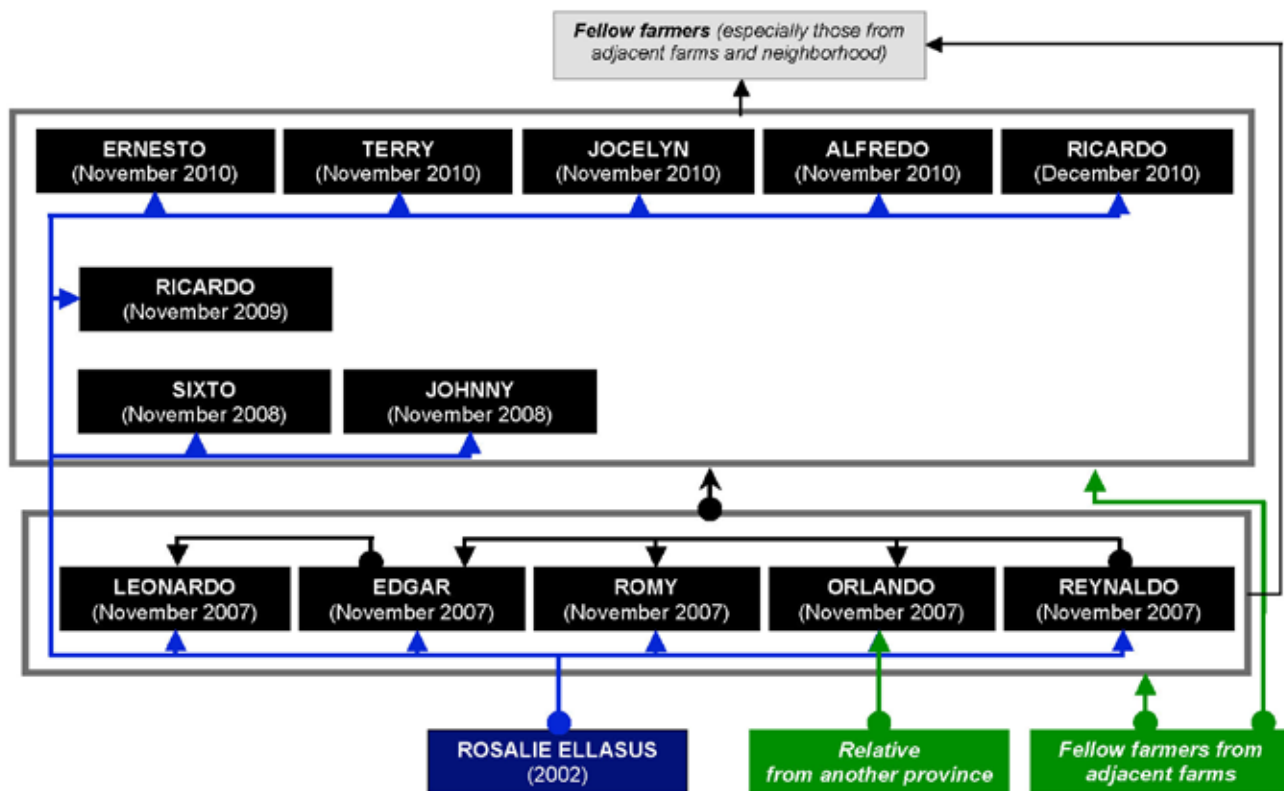 Fellow farmers (especially those from
adjacent farms and neighborhood)
ERNESTO
(November 2010)
TERRY
(November 2010)
JOCELYN
(November 2010)
ALFREDO
(November 2010)
RICARDO
(December 2010)
RICARDO
(November 2009)
SIXTO
(November 2008)
JOHNNY
(November 2008)
LEONARDO
(November 2007)
EDGAR
(November 2007)
ROMY
(November 2007)
ORLANDO
(November 2007)
REYNALDO
(November 2007)
ROSALIE ELLASUS
(2002)
Relative
from another province
Fellow farmers from
adjacent farms